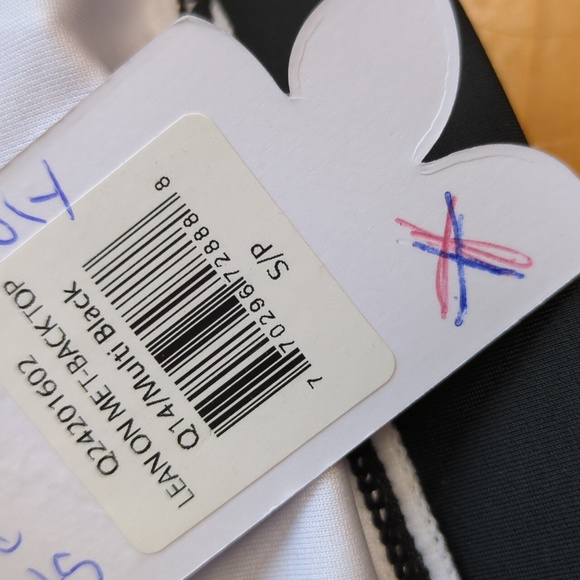 Q24201602
LEAN ON MET-BACKTOP
Q14/Multi Black
7 70296 72888 8
S/P